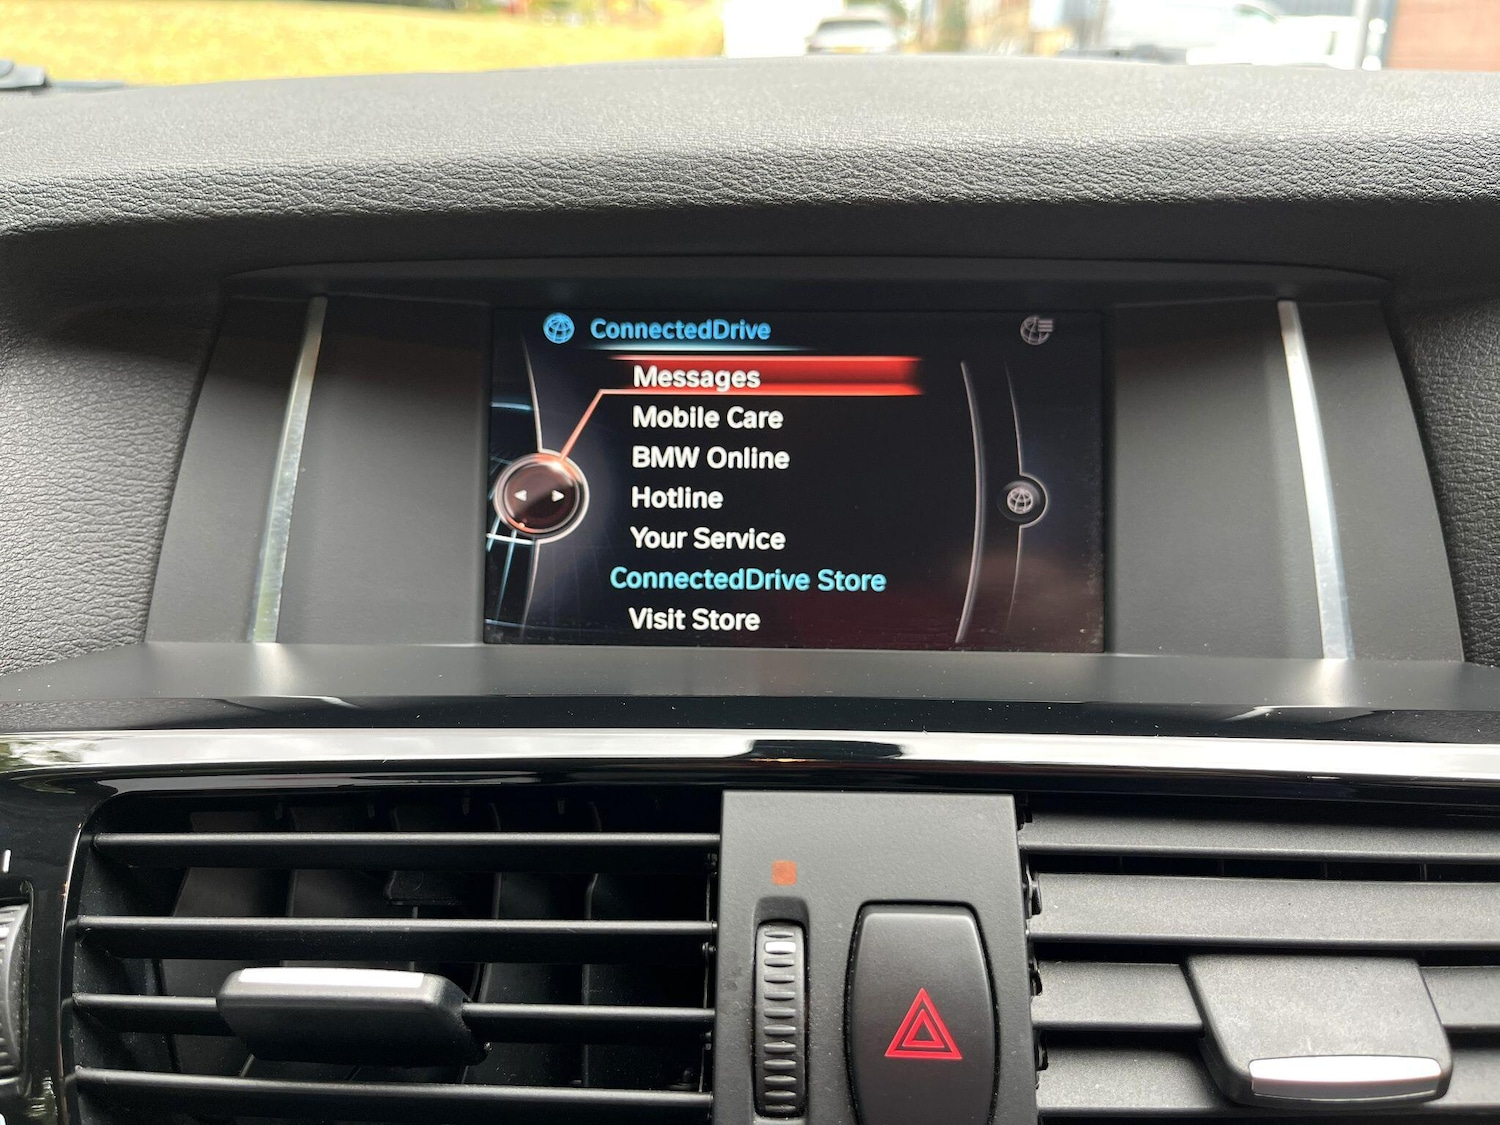 ConnectedDrive
Messages
Mobile Care
BMW Online
Hotline
Your Service
ConnectedDrive Store
Visit Store